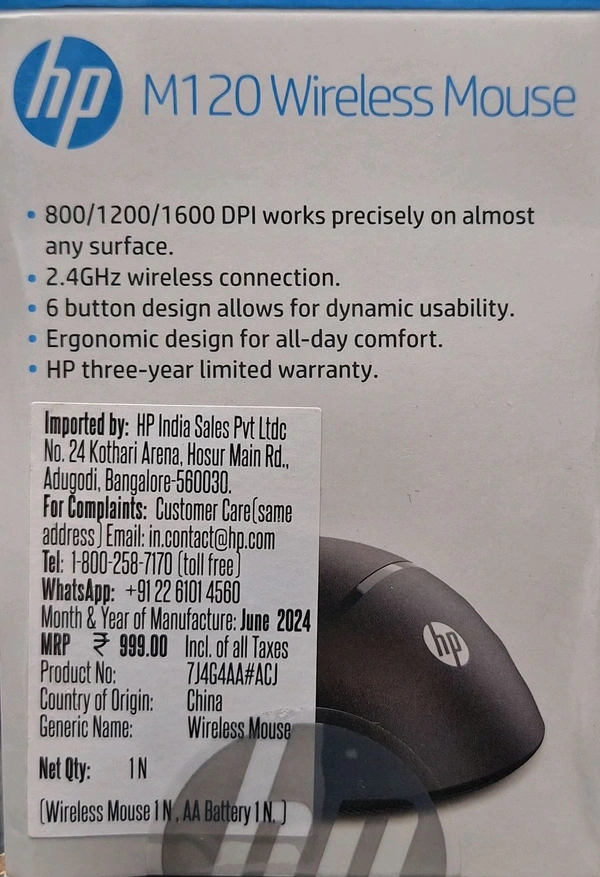 hp M120 Wireless Mouse
• 800/1200/1600 DPI works precisely on almost
any surface.
• 2.4GHz wireless connection.
• 6 button design allows for dynamic usability.
• Ergonomic design for all-day comfort.
• HP three-year limited warranty.
Imported by: HP India Sales Pvt Ltdc
No. 24 Kothari Arena, Hosur Main Rd.,
Adugodi, Bangalore-560030.
For Complaints: Customer Care(same
address) Email: in.contact@hp.com
Tel: 1-800-258-7170 (toll free)
WhatsApp: +91 22 6101 4560
Month & Year of Manufacture: June 2024
MRP ₹ 999.00 Incl. of all Taxes
Product No: 7J4G4AA#ACJ
Country of Origin: China
Generic Name: Wireless Mouse
Net Qty: 1 N
(Wireless Mouse 1 N , AA Battery 1 N. )
hp
hp